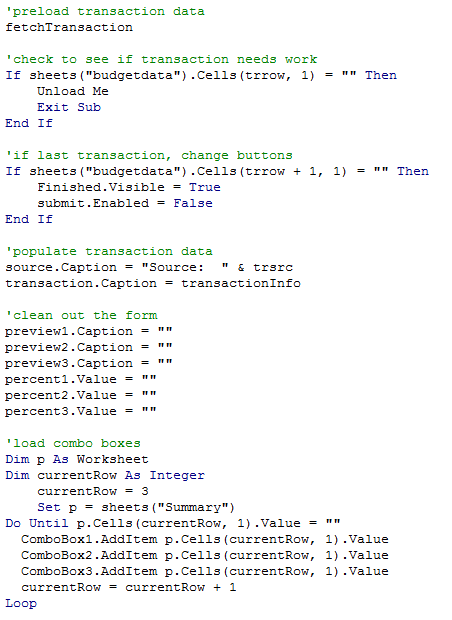 'preload transaction data
fetchTransaction

'check to see if transaction needs work
If sheets("budgetdata").Cells(trrow, 1) = "" Then
    Unload Me
    Exit Sub
End If

'if last transaction, change buttons
If sheets("budgetdata").Cells(trrow + 1, 1) = "" Then
    Finished.Visible = True
    submit.Enabled = False
End If

'populate transaction data
source.Caption = "Source:  " & trsrc
transaction.Caption = transactionInfo

'clean out the form
preview1.Caption = ""
preview2.Caption = ""
preview3.Caption = ""
percent1.Value = ""
percent2.Value = ""
percent3.Value = ""

'load combo boxes
Dim p As Worksheet
Dim currentRow As Integer
    currentRow = 3
    Set p = sheets("Summary")
Do Until p.Cells(currentRow, 1).Value = ""
  ComboBox1.AddItem p.Cells(currentRow, 1).Value
  ComboBox2.AddItem p.Cells(currentRow, 1).Value
  ComboBox3.AddItem p.Cells(currentRow, 1).Value
  currentRow = currentRow + 1
Loop